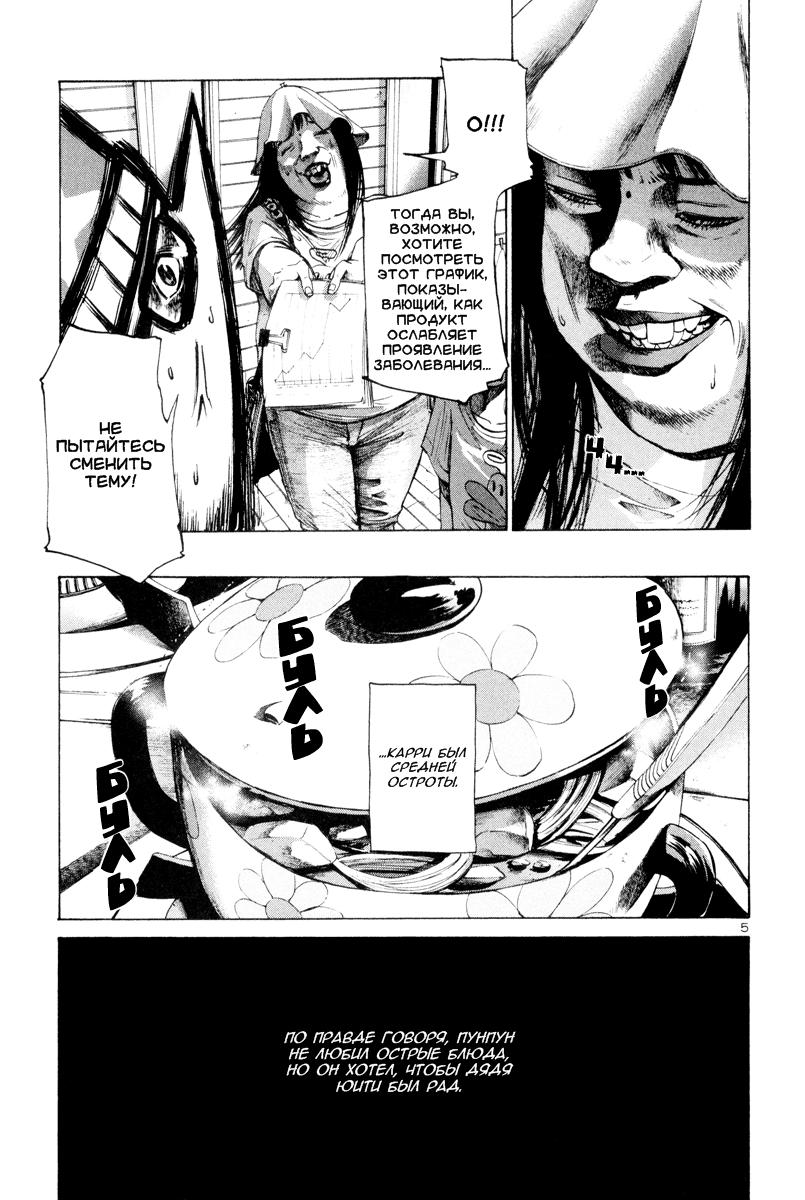 О!!!
ТОГДА ВЫ,
ВОЗМОЖНО,
ХОТИТЕ
ПОСМОТРЕТЬ
ЭТОТ ГРАФИК,
ПОКАЗЫ-
ВАЮЩИЙ, КАК
ПРОДУКТ
ОСЛАБЛЯЕТ
ПРОЯВЛЕНИЕ
ЗАБОЛЕВАНИЯ...
Ч Ч....
НЕ
ПЫТАЙТЕСЬ
СМЕНИТЬ
ТЕМУ!
БУЛЬ
БУЛЬ
БУЛЬ
...КАРРИ БЫЛ
СРЕДНЕЙ
ОСТРОТЫ.
5
ПО ПРАВДЕ ГОВОРЯ, ПУНПУН
НЕ ЛЮБИЛ ОСТРЫЕ БЛЮДА,
НО ОН ХОТЕЛ, ЧТОБЫ ДЯДЯ
ЮИТИ БЫЛ РАД.